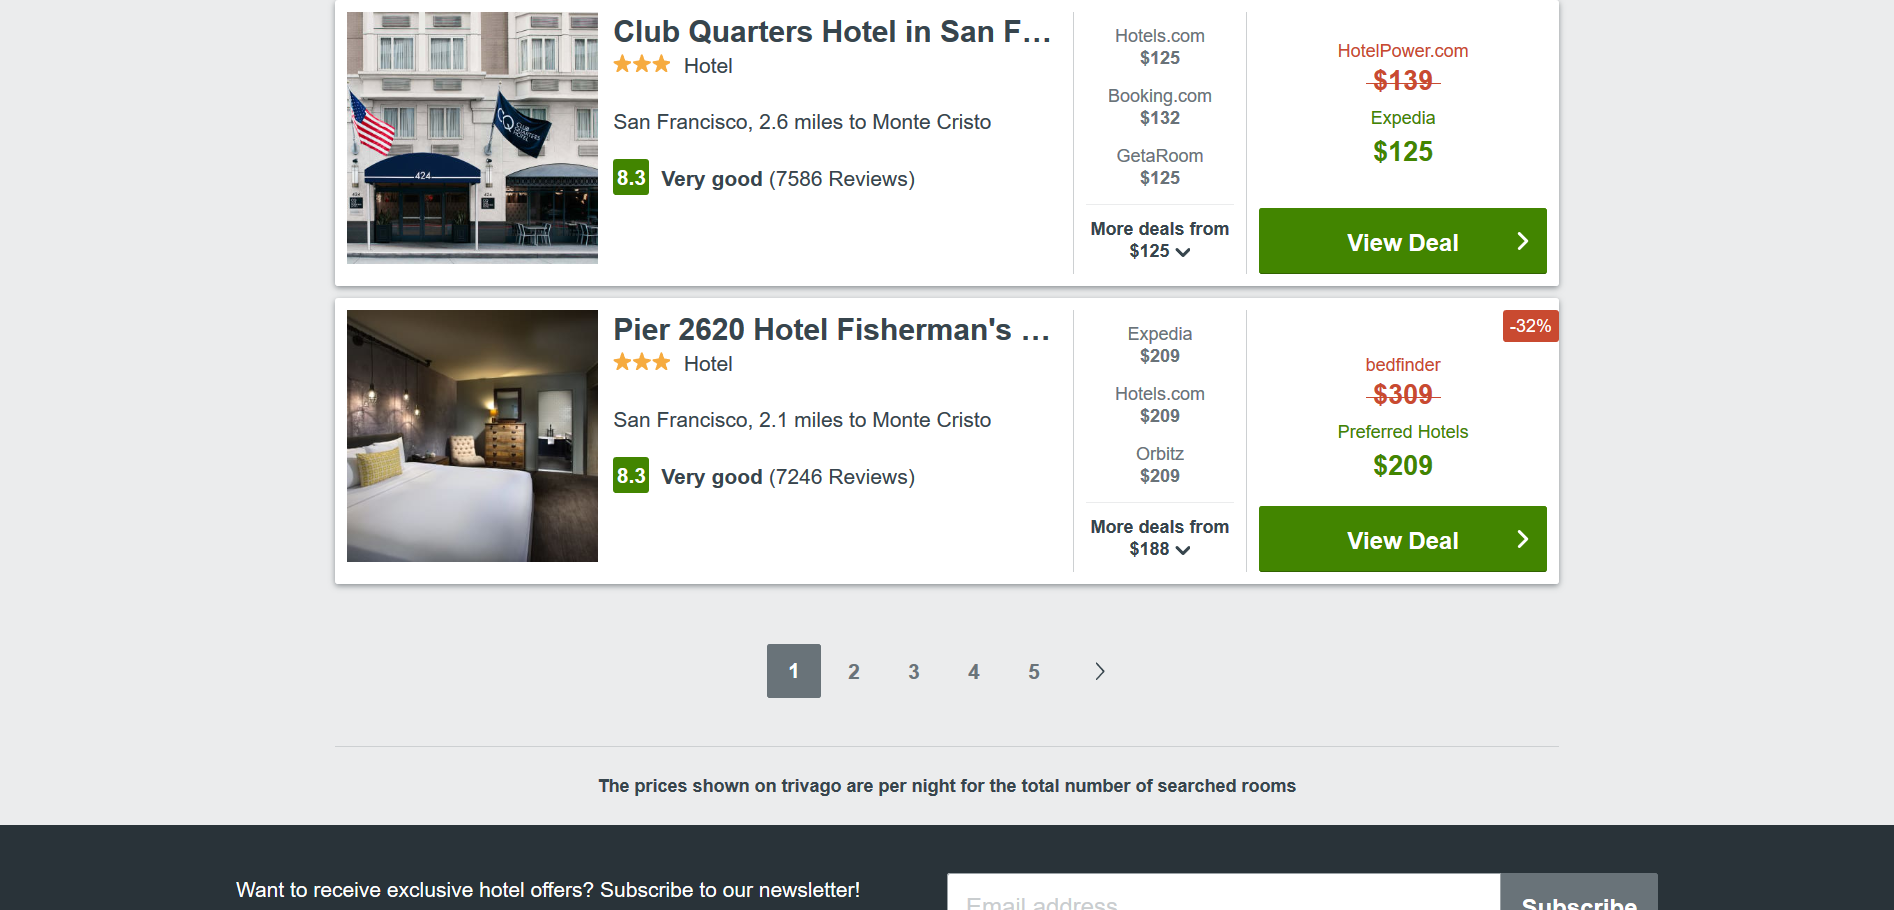 Club Quarters Hotel in San F...
Hotel
San Francisco, 2.6 miles to Monte Cristo
8.3 Very good (7586 Reviews)
Hotels.com
$125
Booking.com
$132
GetaRoom
$125
More deals from
$125
HotelPower.com
$139
Expedia
$125
View Deal
424
CQ
CLUB
QUARTERS
HOTEL
Pier 2620 Hotel Fisherman's ...
Hotel
San Francisco, 2.1 miles to Monte Cristo
8.3 Very good (7246 Reviews)
Expedia
$209
Hotels.com
$209
Orbitz
$209
More deals from
$188
-32%
bedfinder
$309
Preferred Hotels
$209
View Deal
1 2 3 4 5
The prices shown on trivago are per night for the total number of searched rooms
Want to receive exclusive hotel offers? Subscribe to our newsletter!
Email address
Subscribe